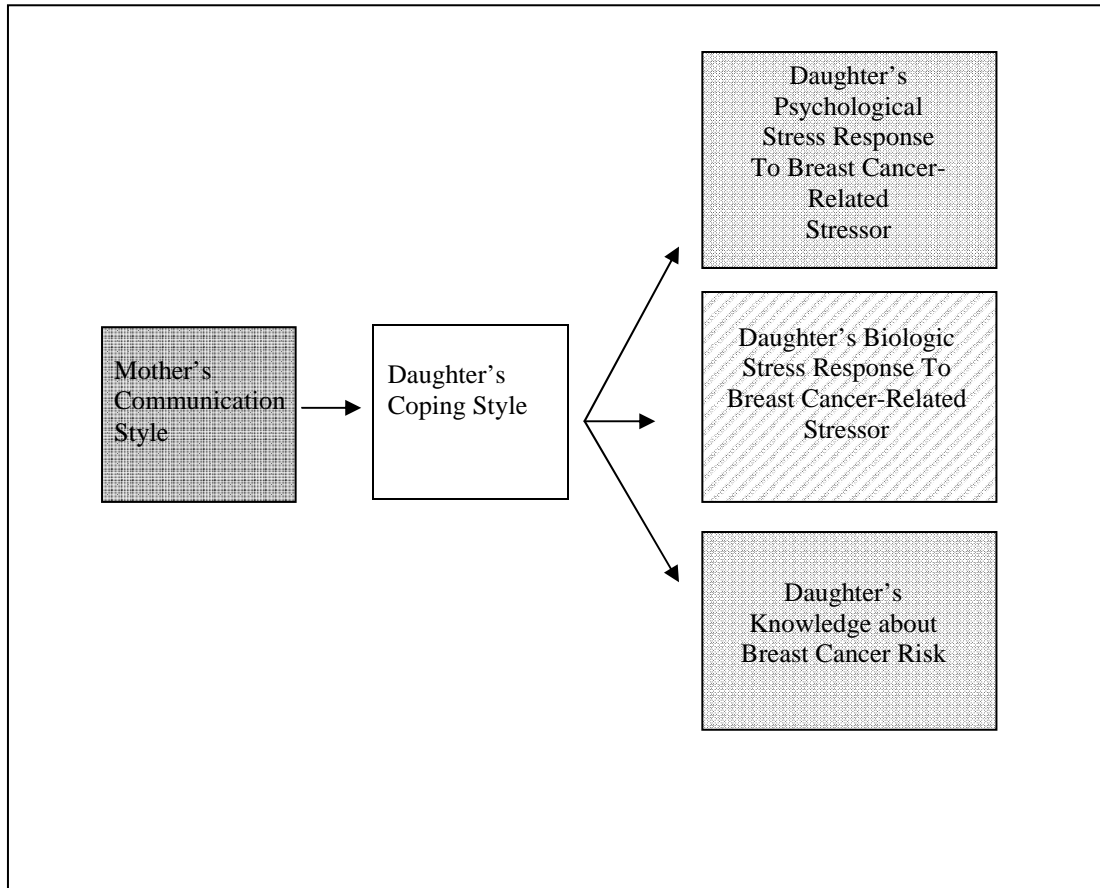 Mother’s
Communication
Style
Daughter’s
Coping Style
Daughter’s
Psychological
Stress Response
To Breast Cancer-
Related
Stressor
Daughter’s Biologic
Stress Response To
Breast Cancer-Related
Stressor
Daughter’s
Knowledge about
Breast Cancer Risk